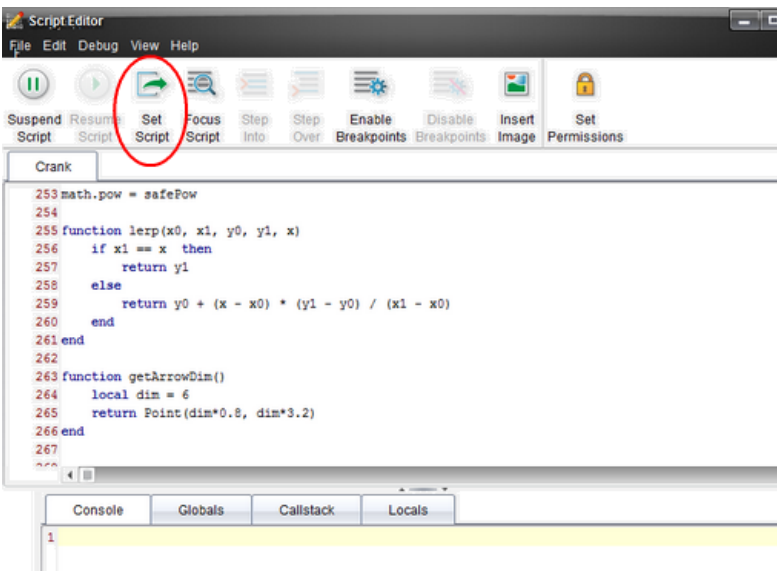 Script Editor
File Edit Debug View Help
Suspend Script
Resume Script
Set Script
Focus Script
Step Into
Step Over
Enable Breakpoints
Disable Breakpoints
Insert Image
Set Permissions
Crank
253 math.pow = safePow
254
255 function lerp(x0, x1, y0, y1, x)
256 if x1 == x then
257 return y1
258 else
259 return y0 + (x - x0) * (y1 - y0) / (x1 - x0)
260 end
261 end
262
263 function getArrowDim()
264 local dim = 6
265 return Point(dim*0.8, dim*3.2)
266 end
267
Console Globals Callstack Locals
1